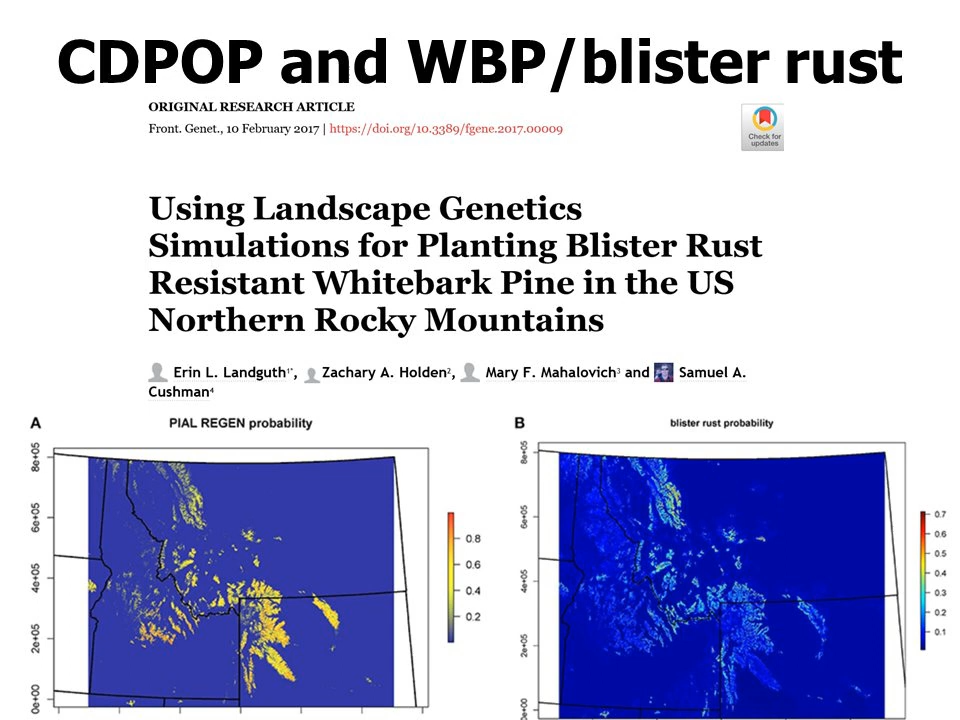 CDPOP and WBP/blister rust
ORIGINAL RESEARCH ARTICLE
Front. Genet., 10 February 2017 | https://doi.org/10.3389/fgene.2017.00009
Check for
updates
Using Landscape Genetics
Simulations for Planting Blister Rust
Resistant Whitebark Pine in the US
Northern Rocky Mountains
Erin L. Landguth1*, Zachary A. Holden2, Mary F. Mahalovich3 and Samuel A.
Cushman4
A PIAL REGEN probability
8e+05
6e+05
4e+05
2e+05
0e+00
0.8
0.6
0.4
0.2
B blister rust probability
8e+05
6e+05
4e+05
2e+05
0e+00
0.7
0.6
0.5
0.4
0.3
0.2
0.1